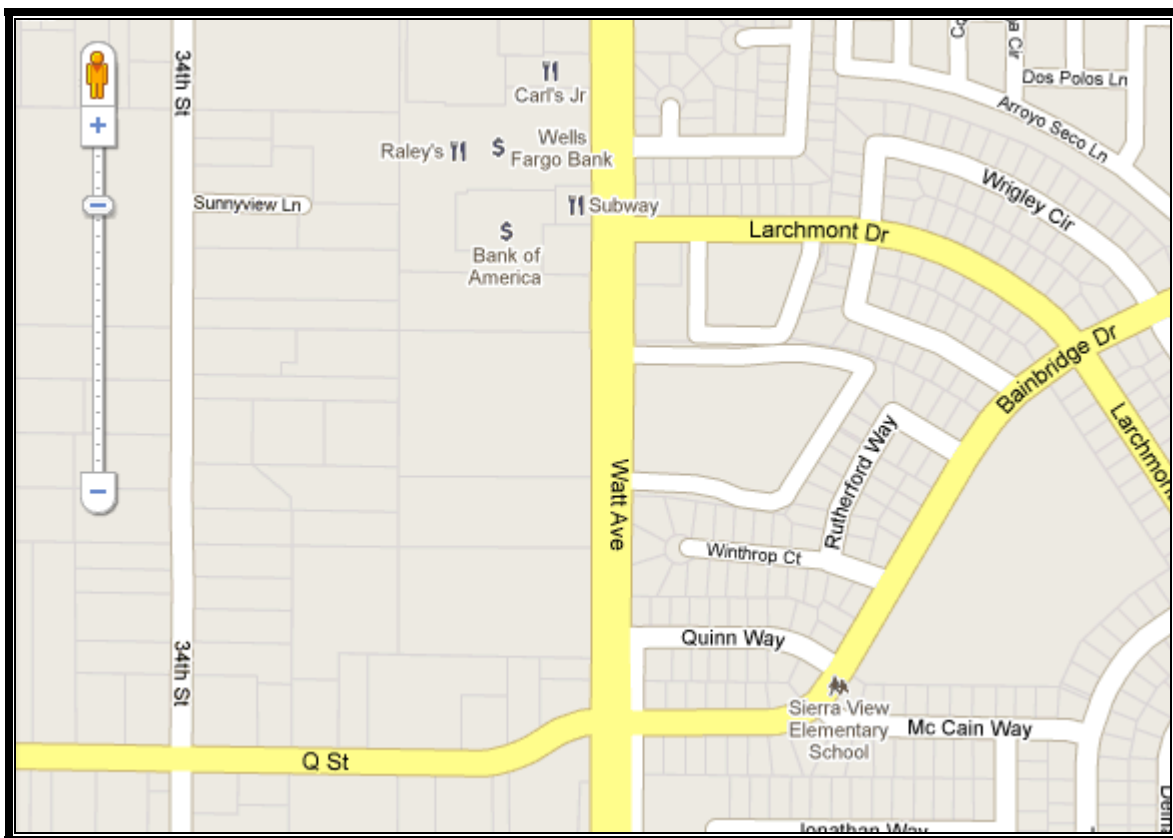 34th St
Carl's Jr
Raley's
$
Wells
Fargo Bank
Sunnyview Ln
Subway
$
Bank of
America
Larchmont Dr
Wrigley Cir
Arroyo Seco Ln
Dos Polos Ln
Bainbridge Dr
Larchmon
Rutherford Way
Watt Ave
Winthrop Ct
34th St
Quinn Way
Sierra View
Elementary
School
Mc Cain Way
Q St
Jonathan Way